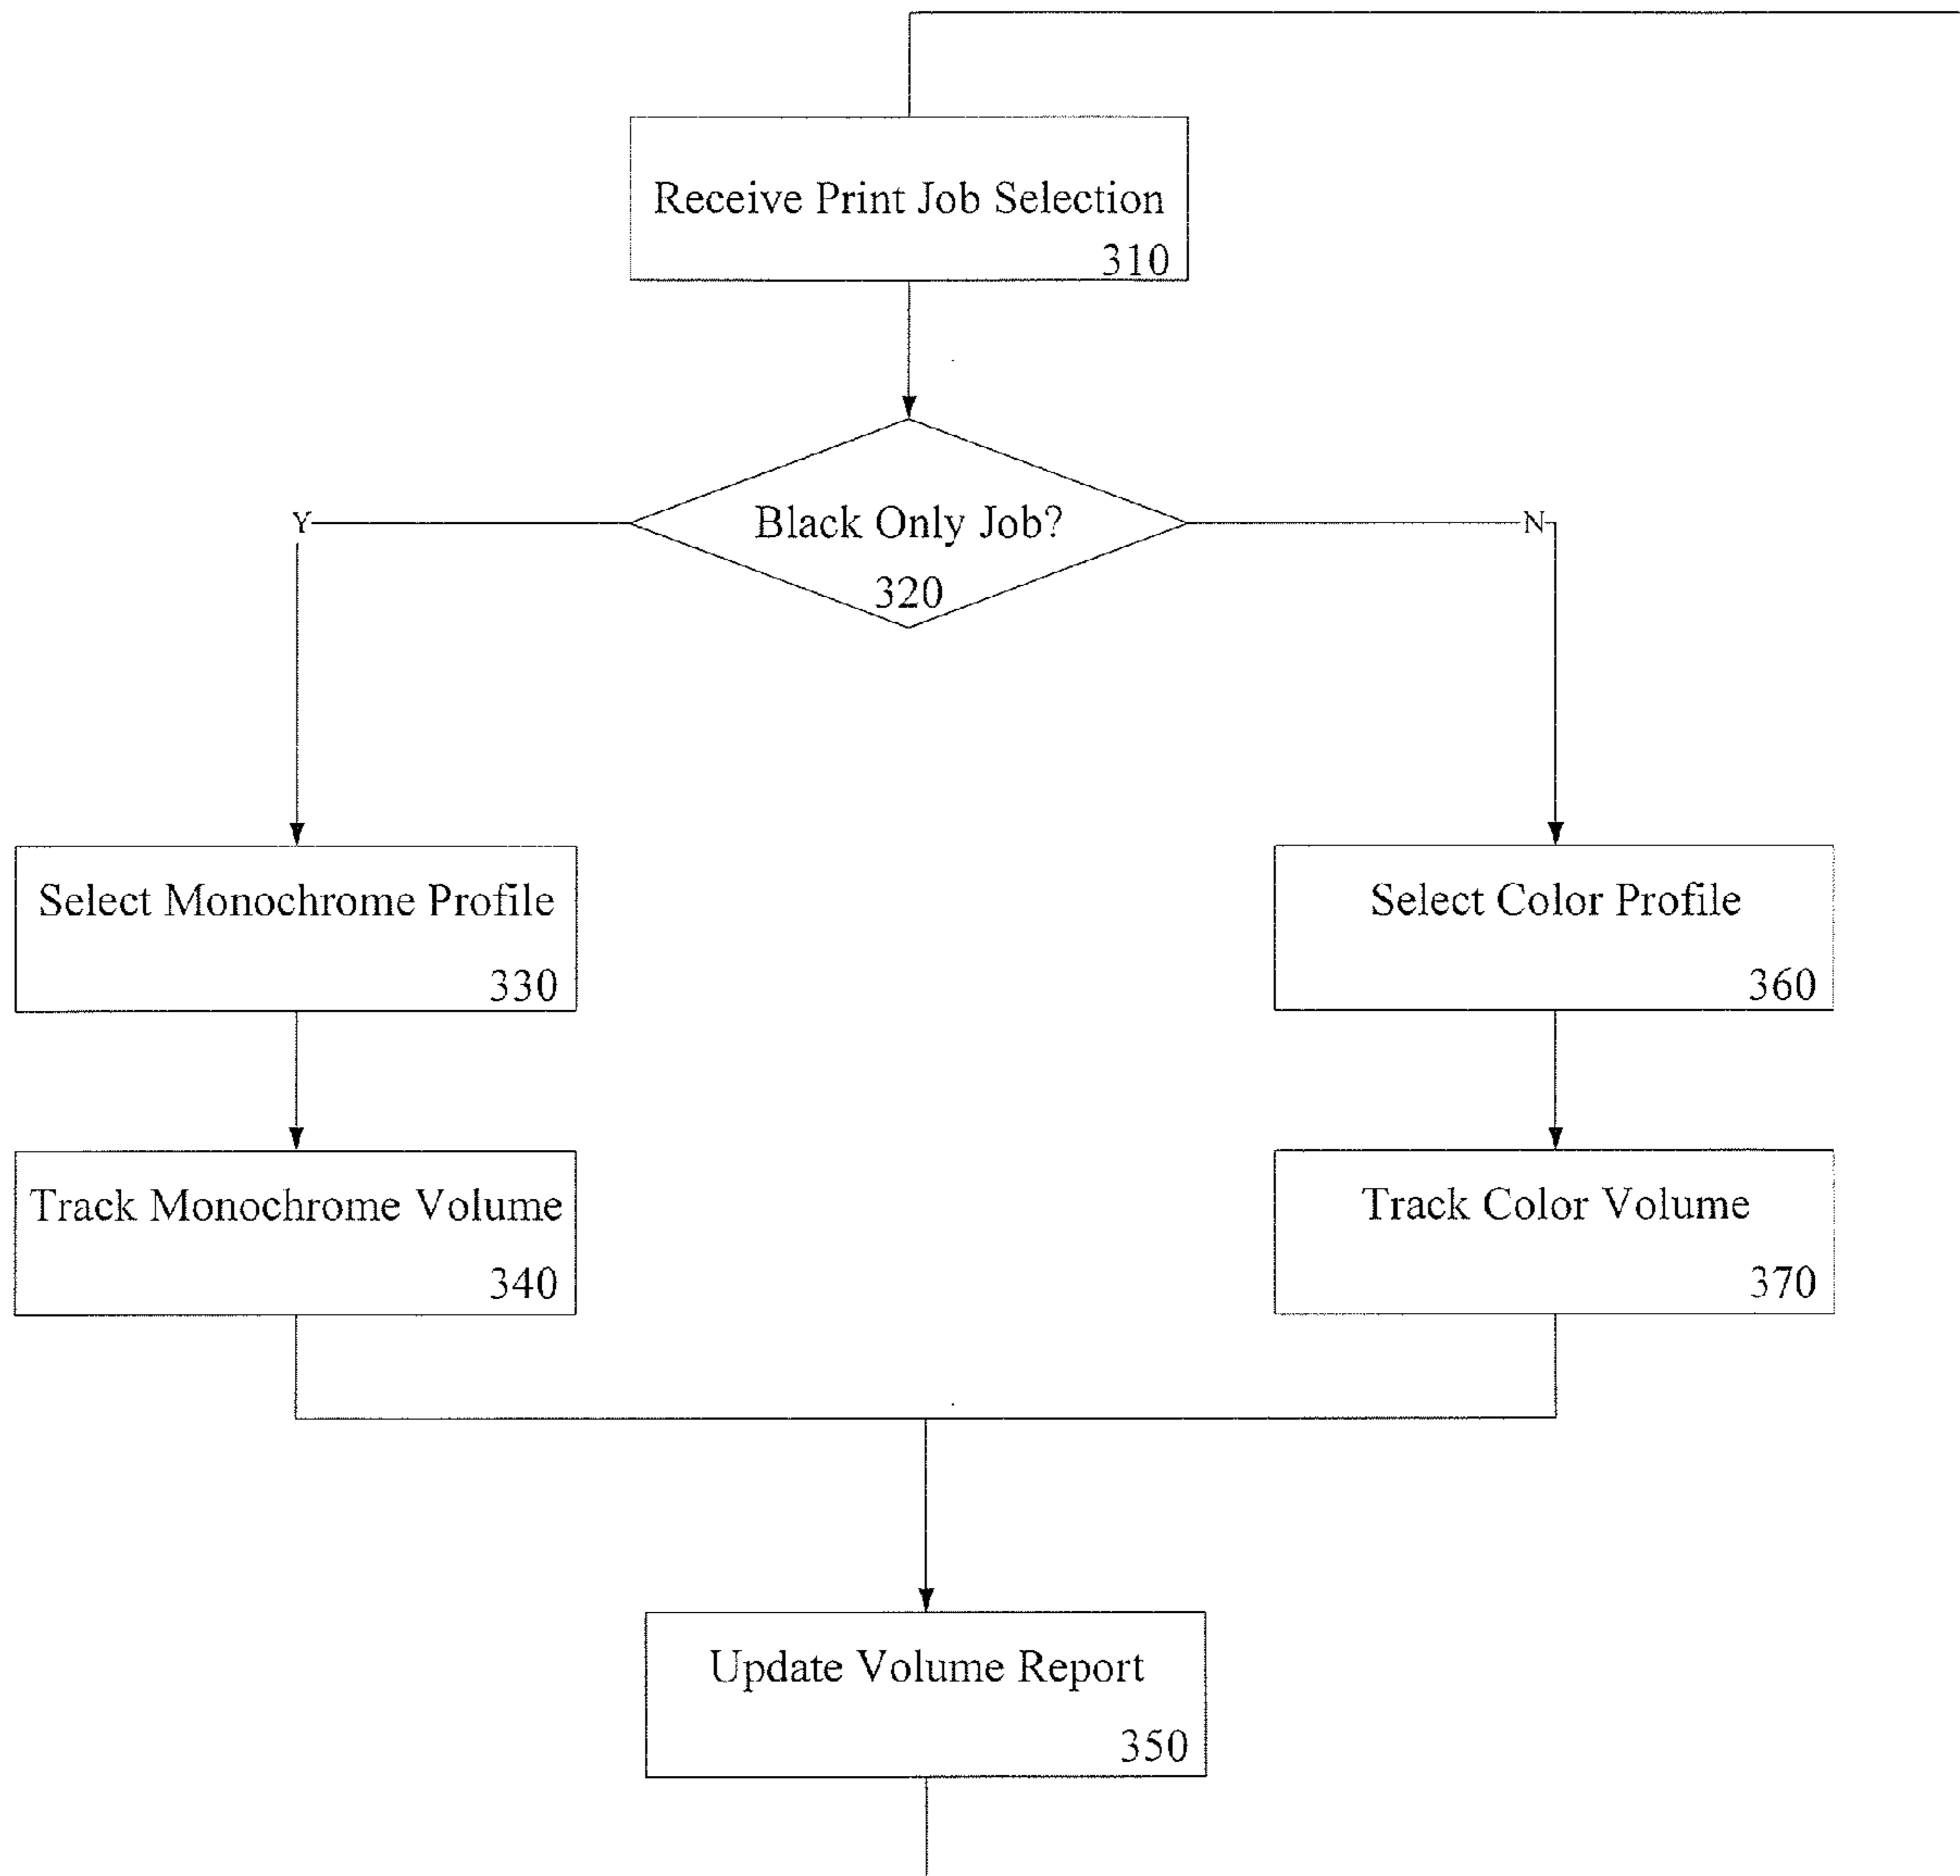 Receive Print Job Selection
310
Black Only Job?
320
Y
N
Select Monochrome Profile
330
Select Color Profile
360
Track Monochrome Volume
340
Track Color Volume
370
Update Volume Report
350